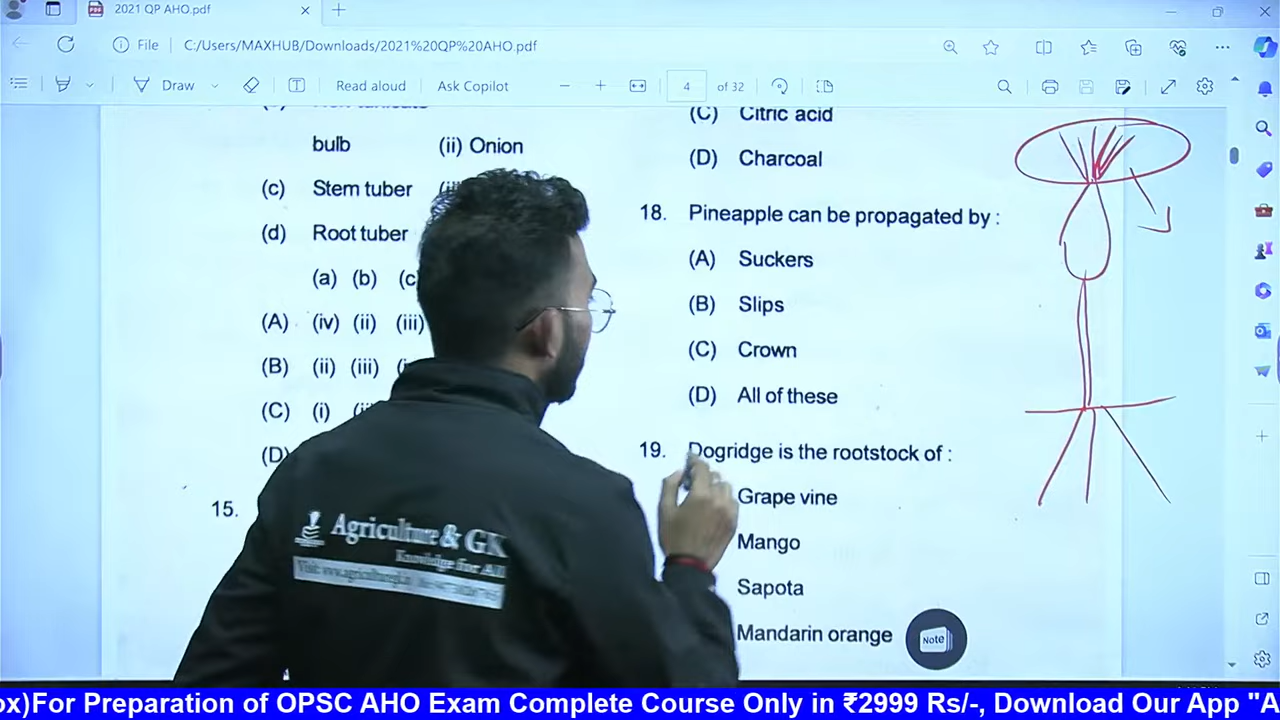 2021 QP AHO.pdf
File
C:/Users/MAXHUB/Downloads/2021%20QP%20AHO.pdf
Draw
Read aloud
Ask Copilot
4
of 32
bulb (ii) Onion
(c) Stem tuber
(d) Root tuber
(a) (b) (c
(A) (iv) (ii) (iii)
(B) (ii) (iii)
(C) (i)
(D)
15.
(C) Citric acid
(D) Charcoal
18. Pineapple can be propagated by :
(A) Suckers
(B) Slips
(C) Crown
(D) All of these
19. Dogridge is the rootstock of :
Grape vine
Mango
Sapota
Mandarin orange
Note
Agriculture & GK
Knowledge for All
ox)For Preparation of OPSC AHO Exam Complete Course Only in ₹2999 Rs/-, Download Our App "A